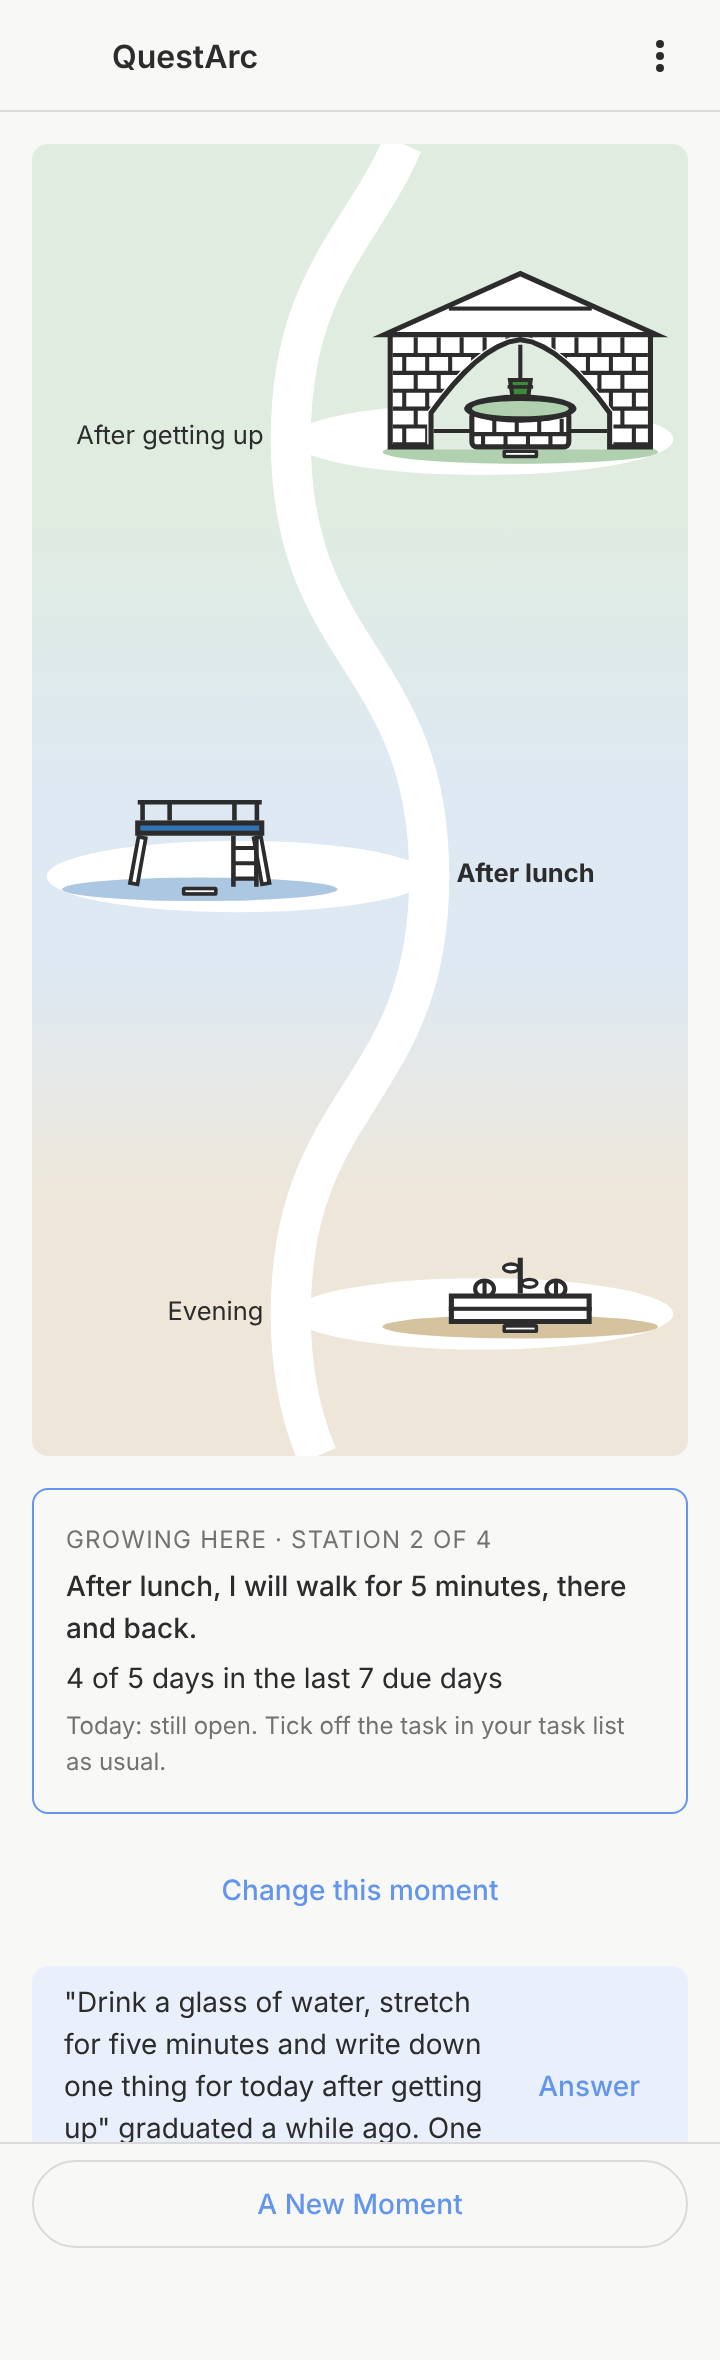 QuestArc
After getting up
After lunch
Evening
GROWING HERE · STATION 2 OF 4
After lunch, I will walk for 5 minutes, there
and back.
4 of 5 days in the last 7 due days
Today: still open. Tick off the task in your task list
as usual.
Change this moment
"Drink a glass of water, stretch
for five minutes and write down
one thing for today after getting
up" graduated a while ago. One
Answer
A New Moment